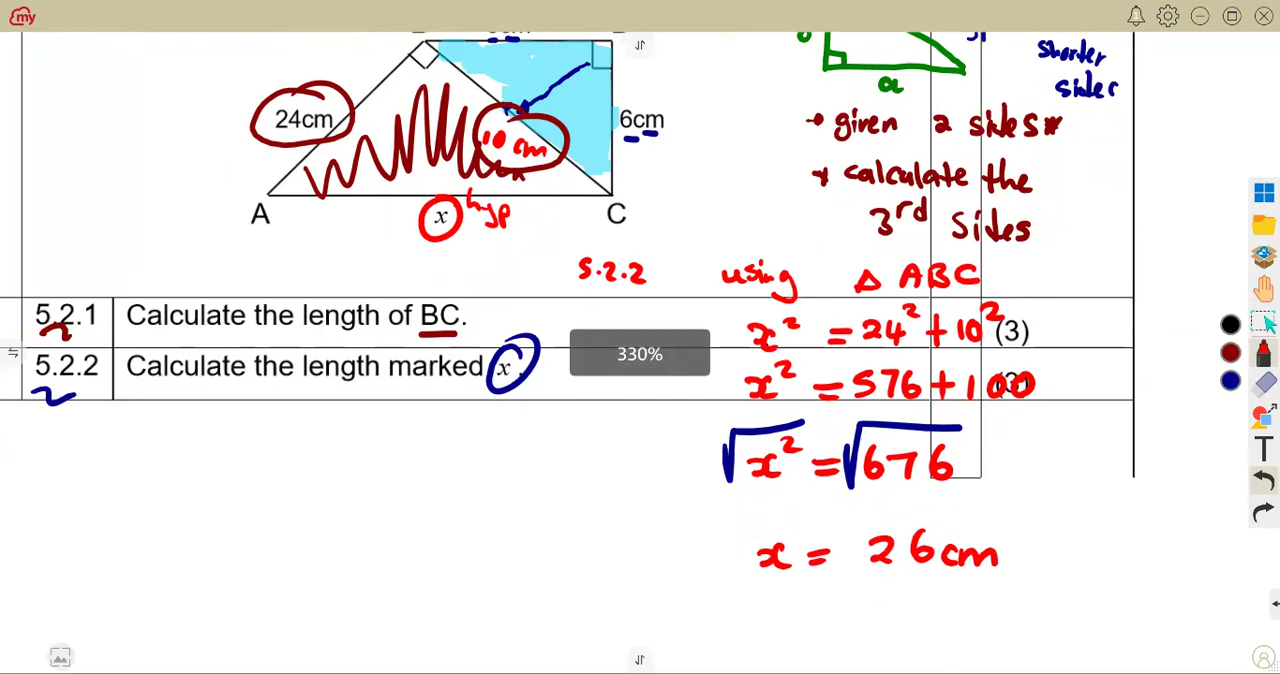 my
24cm
10 cm
6cm
a
shorter
sides
→ given 2 sides
calculate the
3rd sides
A
x
hyp
C
5.2.2
using Δ ABC
5.2.1 Calculate the length of BC. (3)
x² = 24² + 10²
5.2.2 Calculate the length marked x. (3)
x² = 576 + 100
330%
√x² = √676
x = 26cm
T